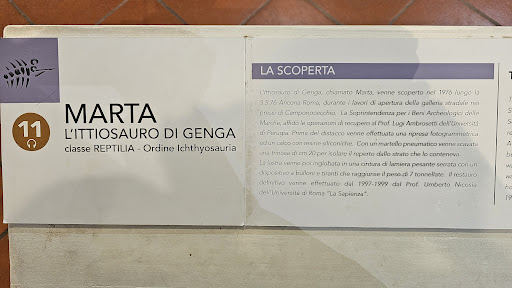 11
MARTA
L'ITTIOSAURO DI GENGA
classe REPTILIA - Ordine Ichthyosauria
LA SCOPERTA
L'ittiosauro di Genga, chiamato Marta, venne scoperto nel 1976 lungo la
S.S.76 Ancona Roma, durante i lavori di apertura della galleria stradale nei
pressi di Camponocecchio. La Soprintendenza per i Beni Archeologici delle
Marche, affidò le operazioni di recupero al Prof. Luigi Ambrosetti dell'Università
di Perugia. Prima del distacco venne effettuata una ripresa fotogrammetrica
ed un calco con resine siliconiche. Con un martello pneumatico venne scavata
una trincea di cm 20 per isolare il reperto dallo strato che lo conteneva.
La lastra venne poi inglobata in una cintura di lamiera pesante serrata con un
dispositivo a bulloni e tiranti che raggiunse il peso di 7 tonnellate. Il restauro
definitivo venne effettuato dal 1997-1999 dal Prof. Umberto Nicosia
dell'Università di Roma "La Sapienza".